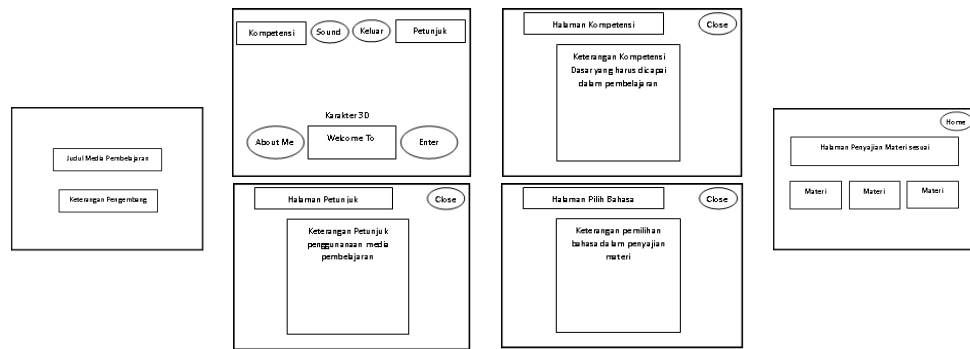 Judul Media Pembelajaran
Keterangan Pengembang
Kompetensi
Sound
Keluar
Petunjuk
Karakter 3D
About Me
Welcome To
Enter
Halaman Kompetensi
Close
Keterangan Kompetensi
Dasar yang harus dicapai
dalam pembelajaran
Halaman Petunjuk
Close
Keterangan Petunjuk
penggunanaan media
pembelajaran
Halaman Pilih Bahasa
Close
Keterangan pemilihan
bahasa dalam penyajian
materi
Home
Halaman Penyajian Materi sesuai
Materi
Materi
Materi